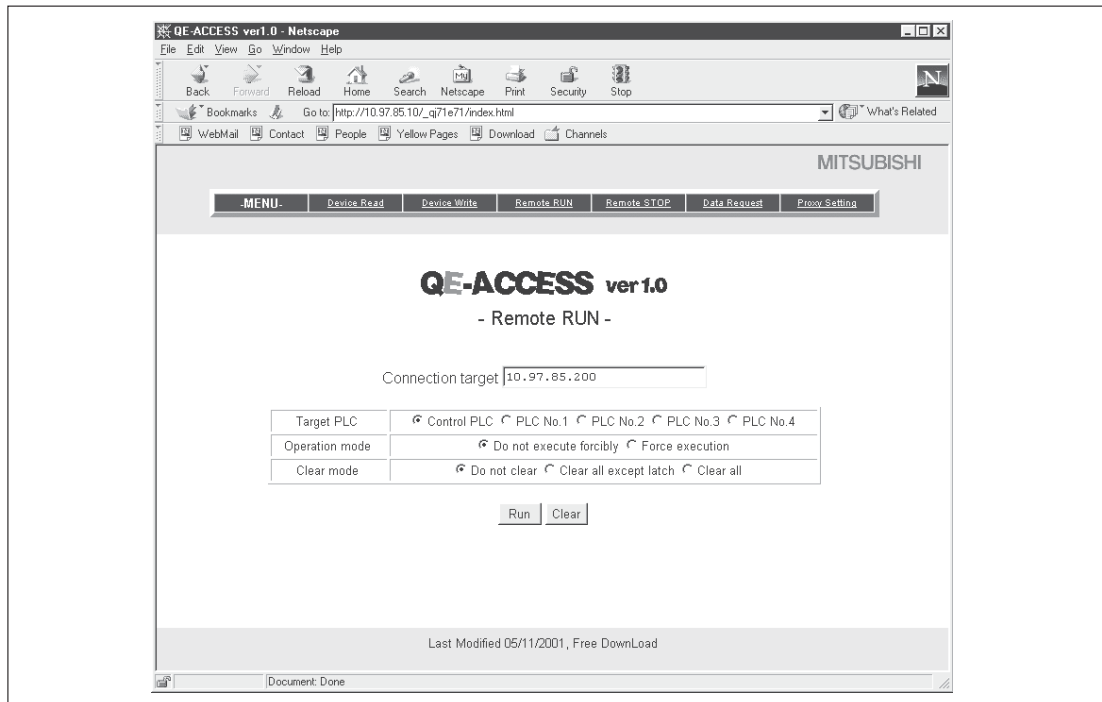 QE-ACCESS ver1.0 - Netscape
File Edit View Go Window Help
Back Forward Reload Home Search Netscape Print Security Stop
N
Bookmarks Go to: http://10.97.85.10/_qj71e71/index.html What's Related
WebMail Contact People Yellow Pages Download Channels
MITSUBISHI
-MENU- Device Read Device Write Remote RUN Remote STOP Data Request Proxy Setting
QE-ACCESS ver1.0
- Remote RUN -
Connection target 10.97.85.200
Target PLC Control PLC PLC No.1 PLC No.2 PLC No.3 PLC No.4
Operation mode Do not execute forcibly Force execution
Clear mode Do not clear Clear all except latch Clear all
Run Clear
Last Modified 05/11/2001, Free DownLoad
Document: Done